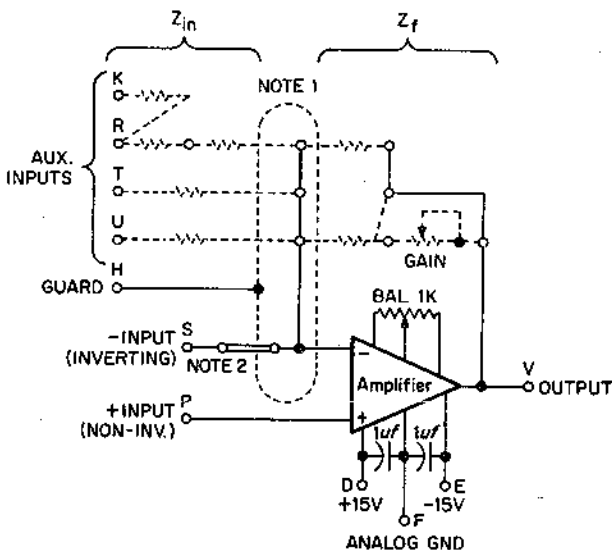 Zin
Zf
NOTE 1
K
R
AUX.
INPUTS
T
U
GAIN
H
GUARD
BAL 1K
-INPUT S
(INVERTING)
NOTE 2
-
Amplifier
V
OUTPUT
+INPUT P
(NON-INV.)
+
1uf
1uf
D
+15V
E
-15V
F
ANALOG GND